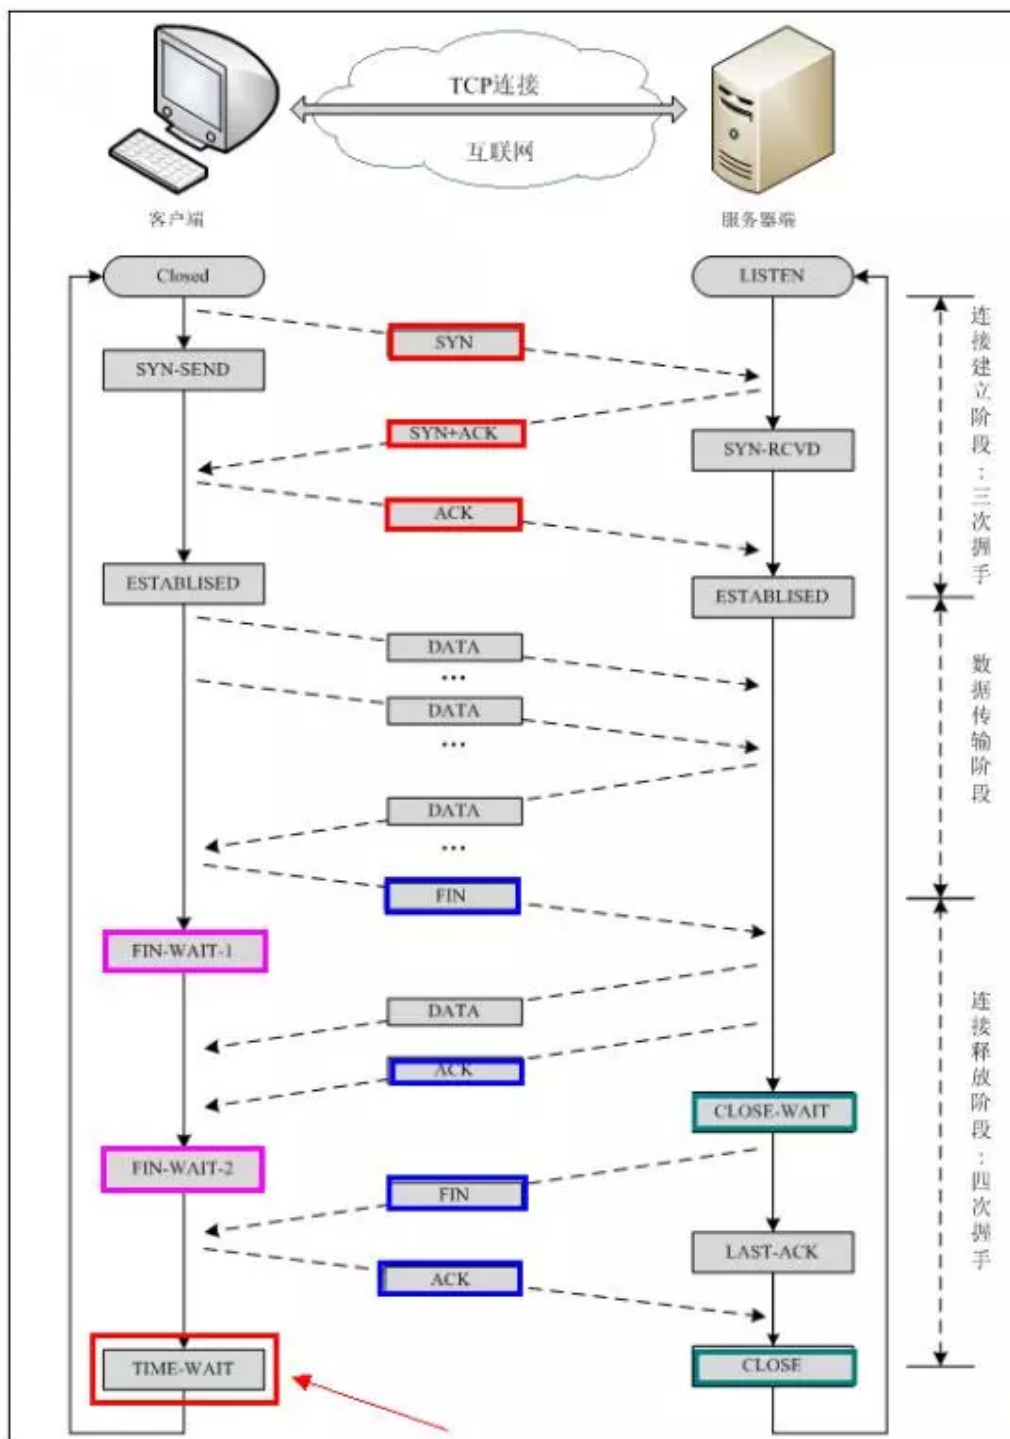 TCP连接
互联网
客户端
服务器端
Closed
LISTEN
SYN
SYN-SEND
SYN+ACK
SYN-RCVD
ACK
ESTABLISED
ESTABLISED
连接建立阶段：三次握手
DATA
...
DATA
...
DATA
...
数据传输阶段
FIN
FIN-WAIT-1
DATA
ACK
CLOSE-WAIT
FIN-WAIT-2
FIN
LAST-ACK
ACK
连接释放阶段：四次握手
TIME-WAIT
CLOSE